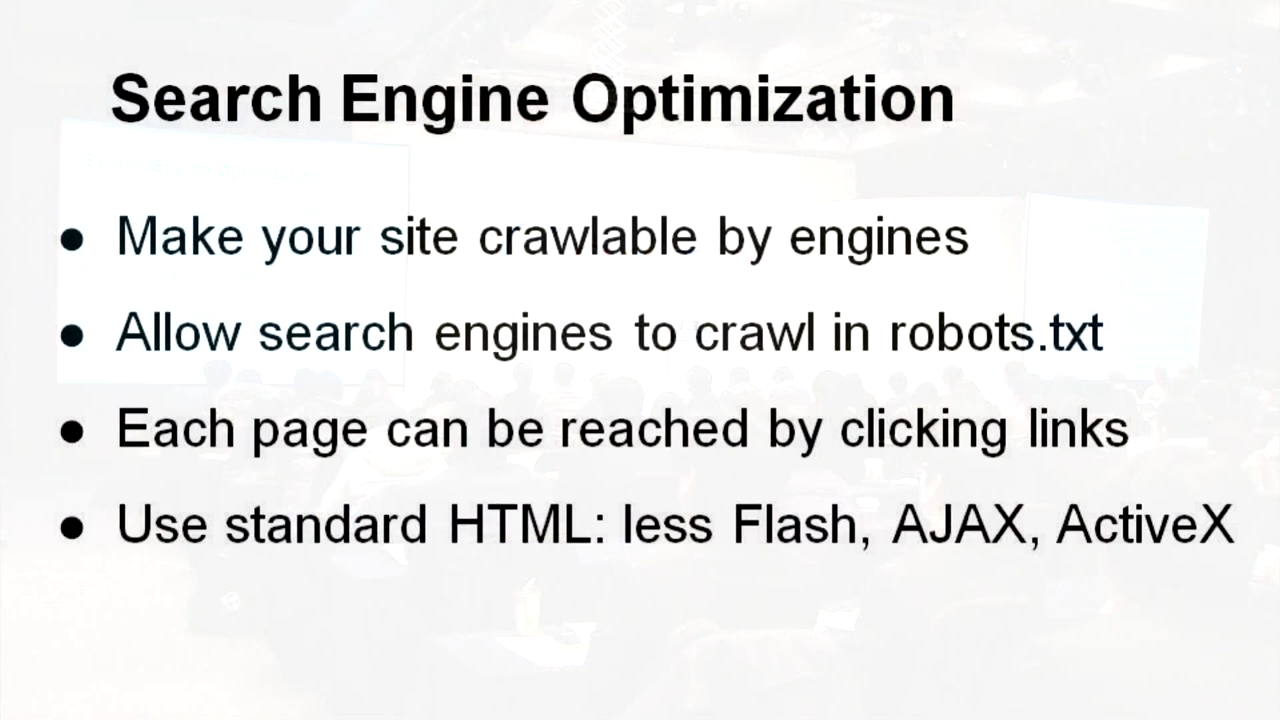 Search Engine Optimization
● Make your site crawlable by engines
● Allow search engines to crawl in robots.txt
● Each page can be reached by clicking links
● Use standard HTML: less Flash, AJAX, ActiveX